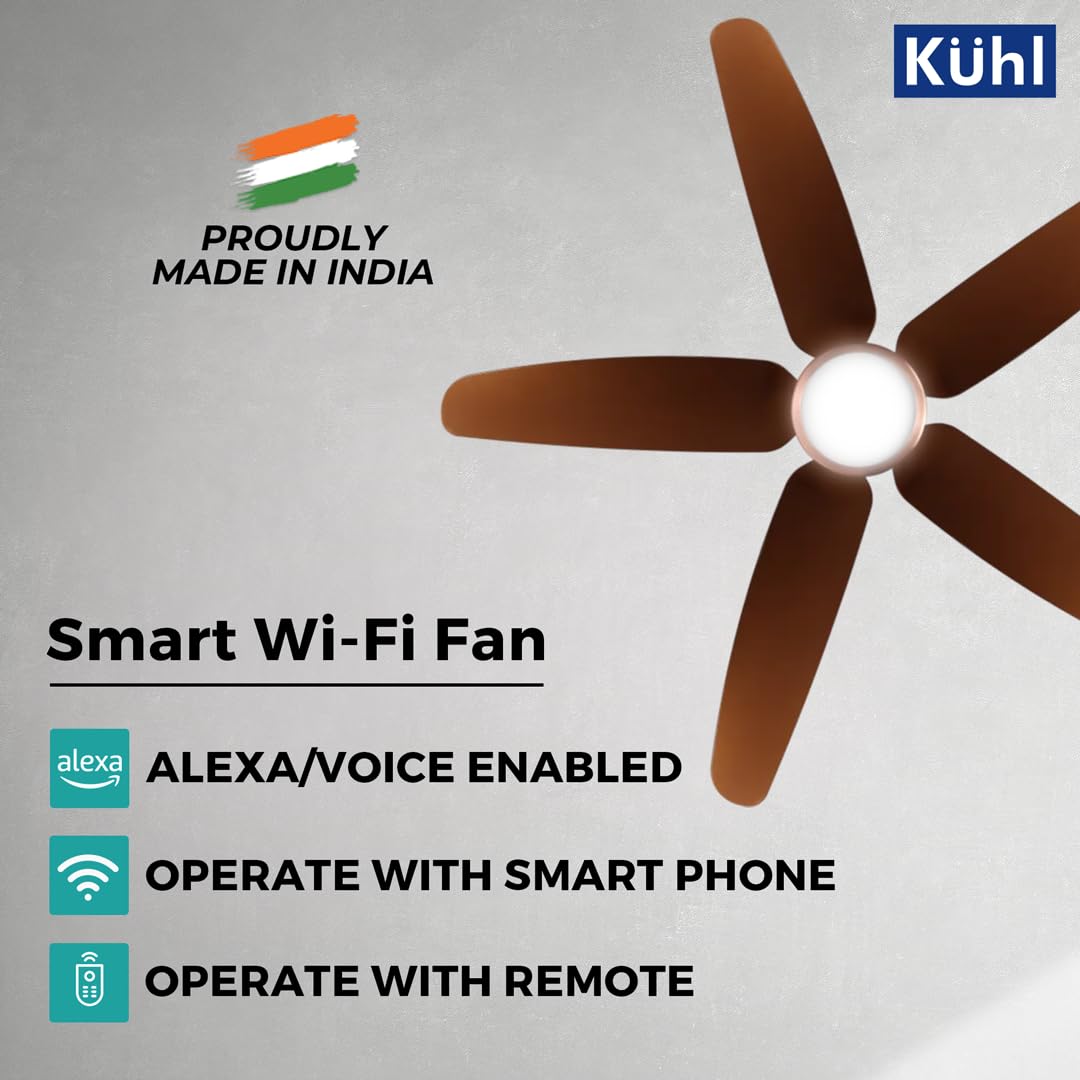 Kühl
PROUDLY
MADE IN INDIA
Smart Wi-Fi Fan
alexa
ALEXA/VOICE ENABLED
OPERATE WITH SMART PHONE
OPERATE WITH REMOTE